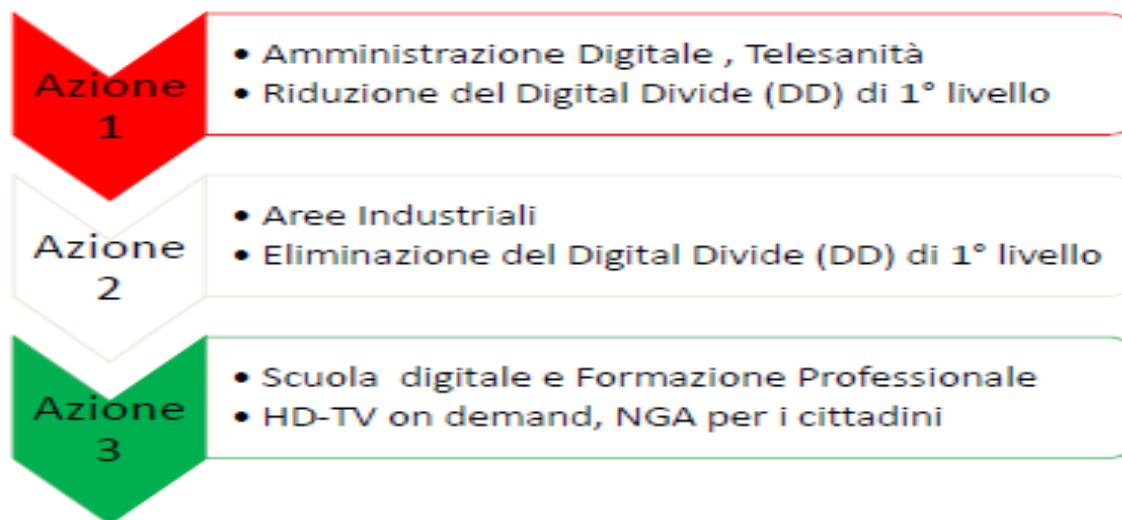 Azione
1
• Amministrazione Digitale , Telesanità
• Riduzione del Digital Divide (DD) di 1° livello
Azione
2
• Aree Industriali
• Eliminazione del Digital Divide (DD) di 1° livello
Azione
3
• Scuola digitale e Formazione Professionale
• HD-TV on demand, NGA per i cittadini